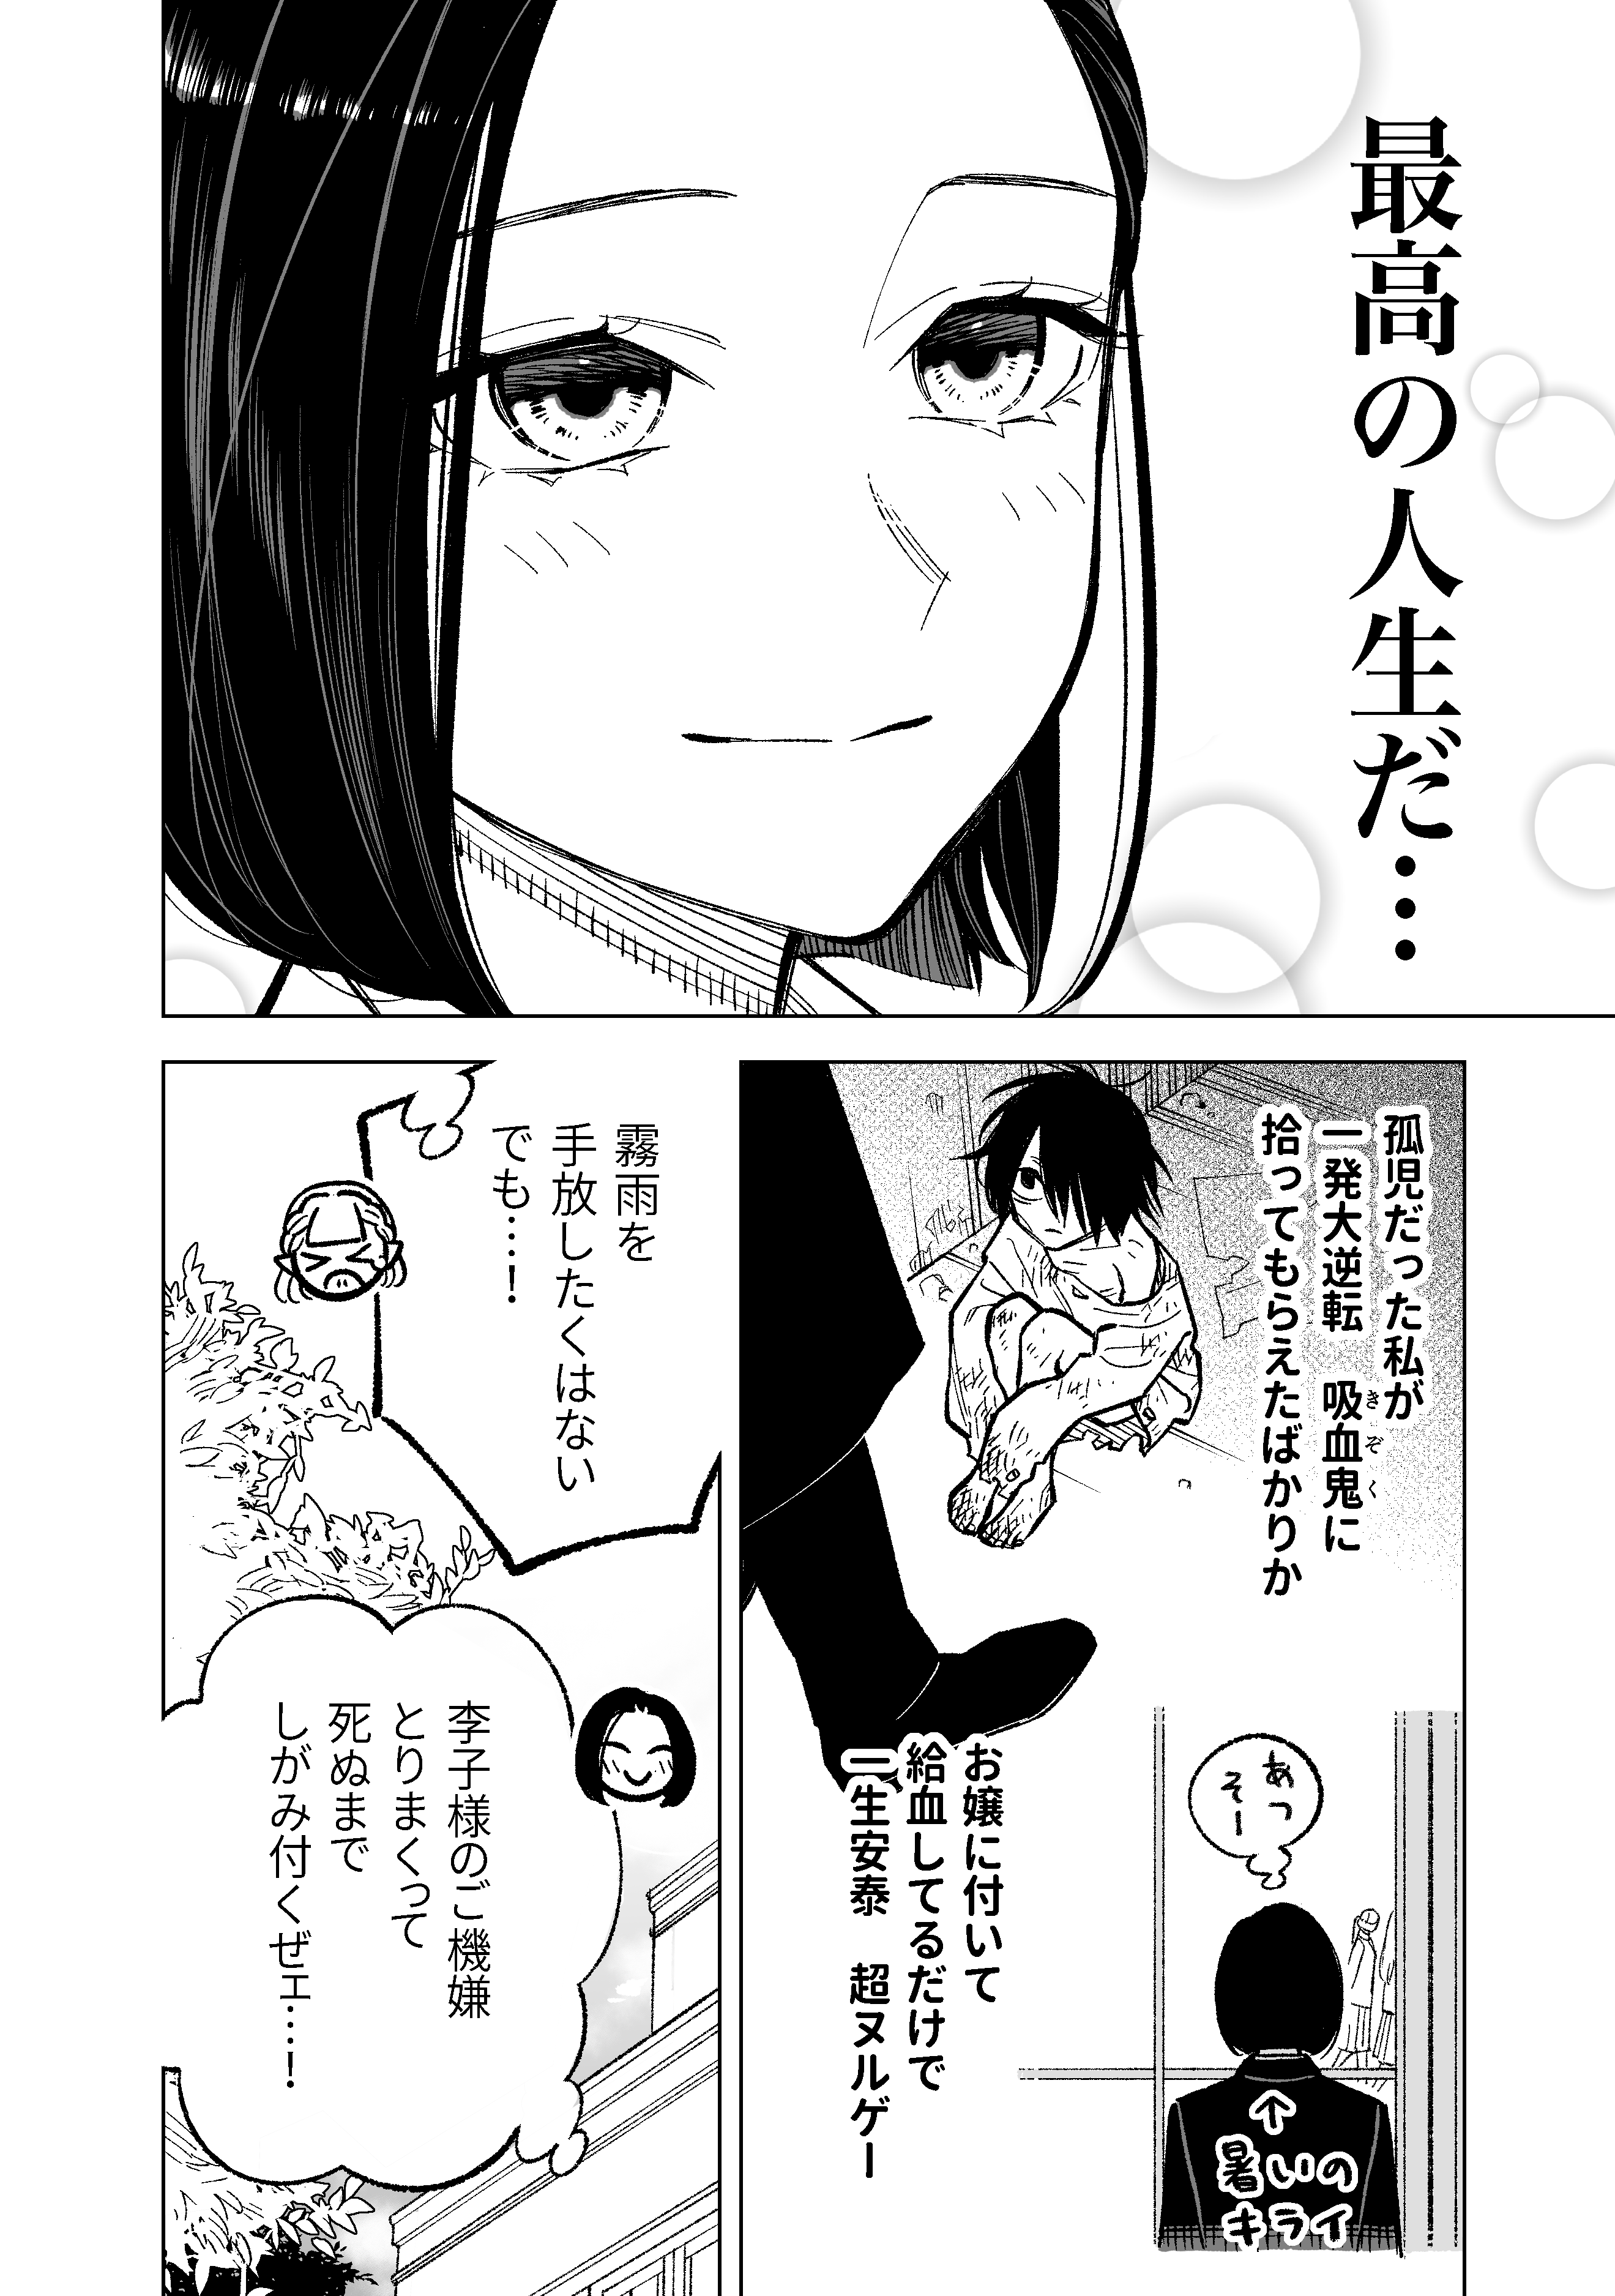 最高の人生だ…
孤児だった私が
一発大逆転　吸血鬼に
きぞく
拾ってもらえたばかりか
あっ
そー
↑
暑いの
キライ
お嬢に付いて
給血してるだけで
一生安泰　超ヌルゲー
霧雨を
手放したくはない
でも…！
李子様のご機嫌
とりまくって
死ぬまで
しがみ付くぜェ…！